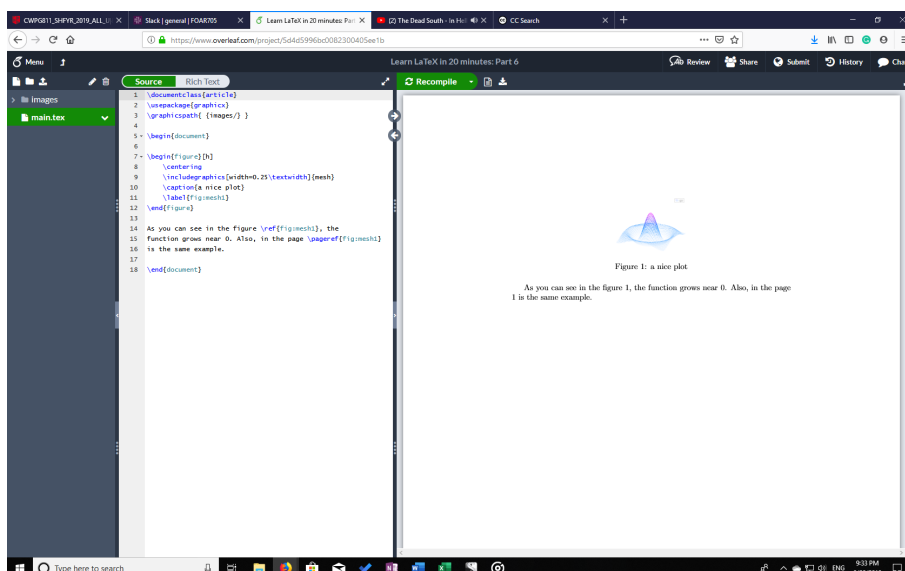 CWPG811_SHFYR_2019_ALL_U
Slack | general | FOAR705
Learn LaTeX in 20 minutes: Par
(2) The Dead South - In Hel
CC Search
https://www.overleaf.com/project/5d4d5996bc0082300405ee1b
Menu
Learn LaTeX in 20 minutes: Part 6
Review
Share
Submit
History
Cha
Source
Rich Text
Recompile
images
main.tex
1 \documentclass{article}
2 \usepackage{graphicx}
3 \graphicspath{ {images/} }
4
5 \begin{document}
6
7 \begin{figure}[h]
8 \centering
9 \includegraphics[width=0.25\textwidth]{mesh}
10 \caption{a nice plot}
11 \label{fig:mesh1}
12 \end{figure}
13
14 As you can see in the figure \ref{fig:mesh1}, the
15 function grows near 0. Also, in the page \pageref{fig:mesh1}
16 is the same example.
17
18 \end{document}
Figure 1: a nice plot
As you can see in the figure 1, the function grows near 0. Also, in the page
1 is the same example.
Type here to search
ENG
9:33 PM